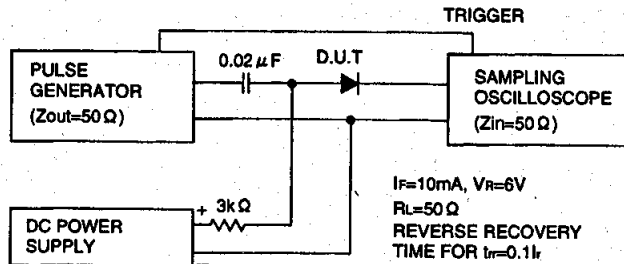 TRIGGER
0.02μF
D.U.T
PULSE
GENERATOR
(Zout=50Ω)
SAMPLING
OSCILLOSCOPE
(Zin=50Ω)
+ 3kΩ
DC POWER
SUPPLY
IF=10mA, VR=6V
RL=50Ω
REVERSE RECOVERY
TIME FOR trr=0.1Ir